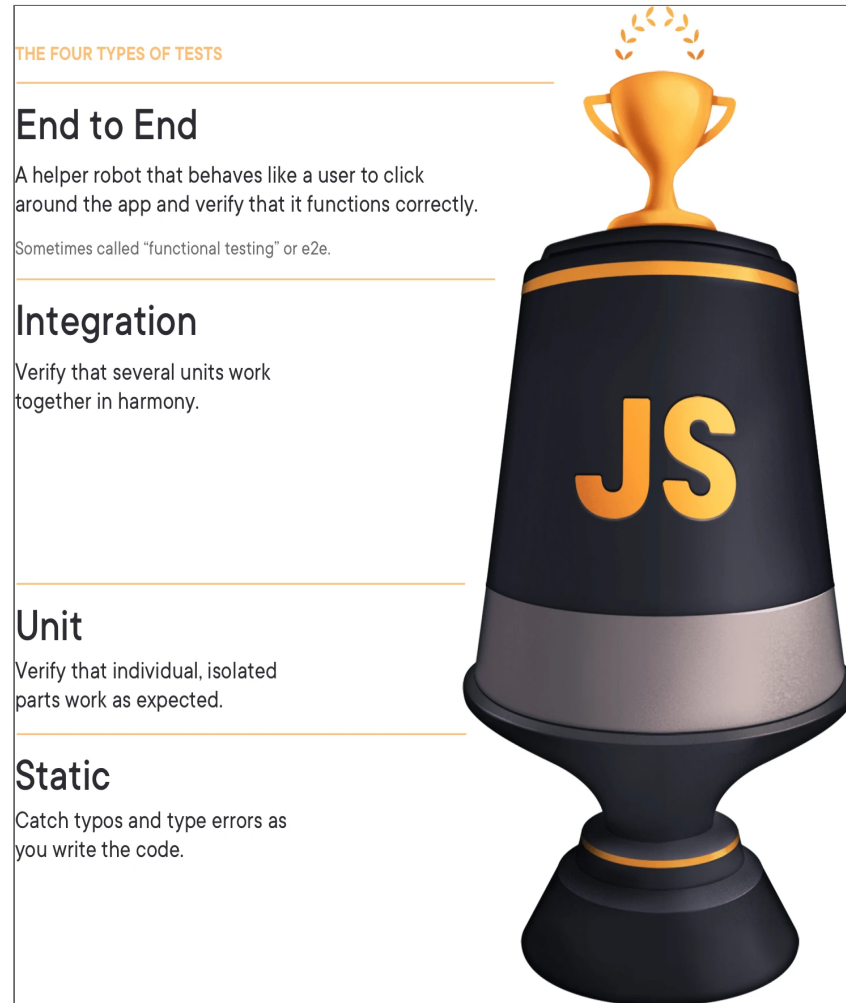 THE FOUR TYPES OF TESTS
End to End
A helper robot that behaves like a user to click
around the app and verify that it functions correctly.
Sometimes called “functional testing” or e2e.
Integration
Verify that several units work
together in harmony.
JS
Unit
Verify that individual, isolated
parts work as expected.
Static
Catch typos and type errors as
you write the code.